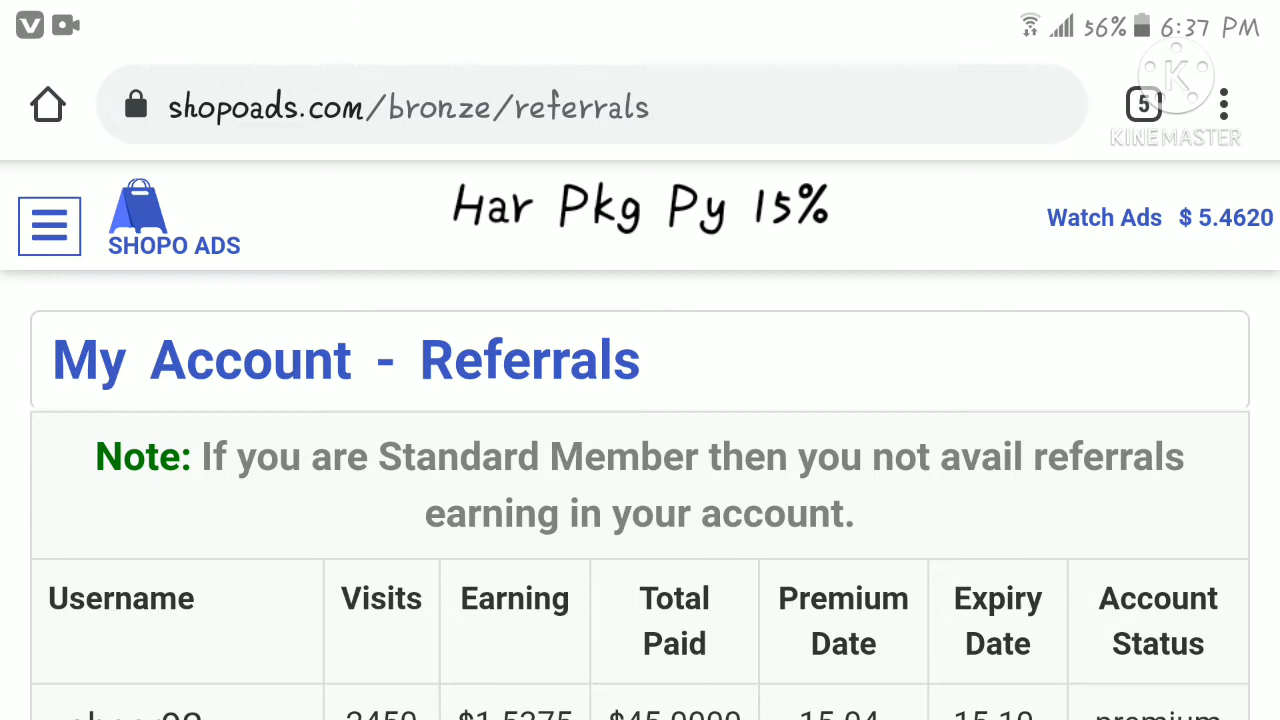 56% 6:37 PM
shopoads.com/bronze/referrals
5
KINEMASTER
Har Pkg Py 15%
SHOPO ADS
Watch Ads $ 5.4620
My Account - Referrals
Note: If you are Standard Member then you not avail referrals
earning in your account.
Username Visits Earning Total Paid Premium Date Expiry Date Account Status
premium